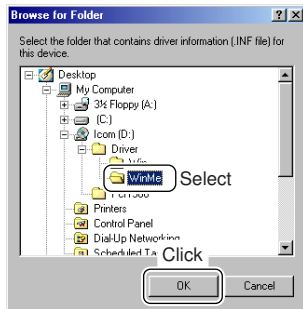 Browse for Folder
Select the folder that contains driver information (.INF file) for
this device.
Desktop
My Computer
3½ Floppy (A:)
(C:)
Icom (D:)
Driver
WinMe
Select
Printers
Control Panel
Dial-Up Networking
Click
OK
Cancel